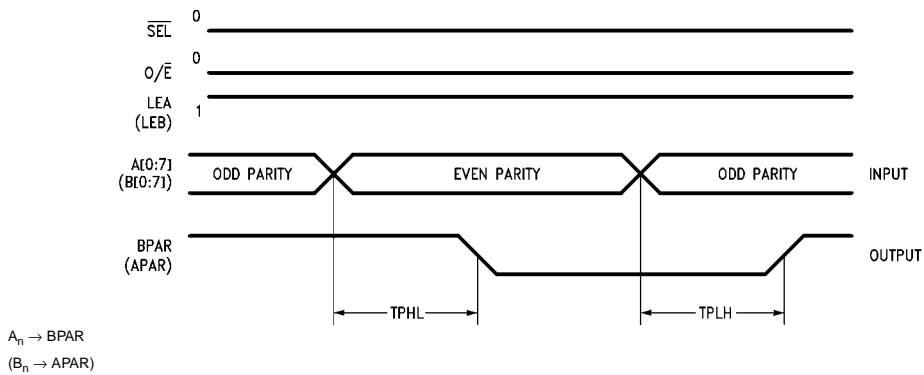 SEL 0
O/E 0
LEA
(LEB) 1
A[0:7]
(B[0:7]) ODD PARITY EVEN PARITY ODD PARITY INPUT
BPAR
(APAR) OUTPUT
TPHL TPLH
An → BPAR
(Bn → APAR)